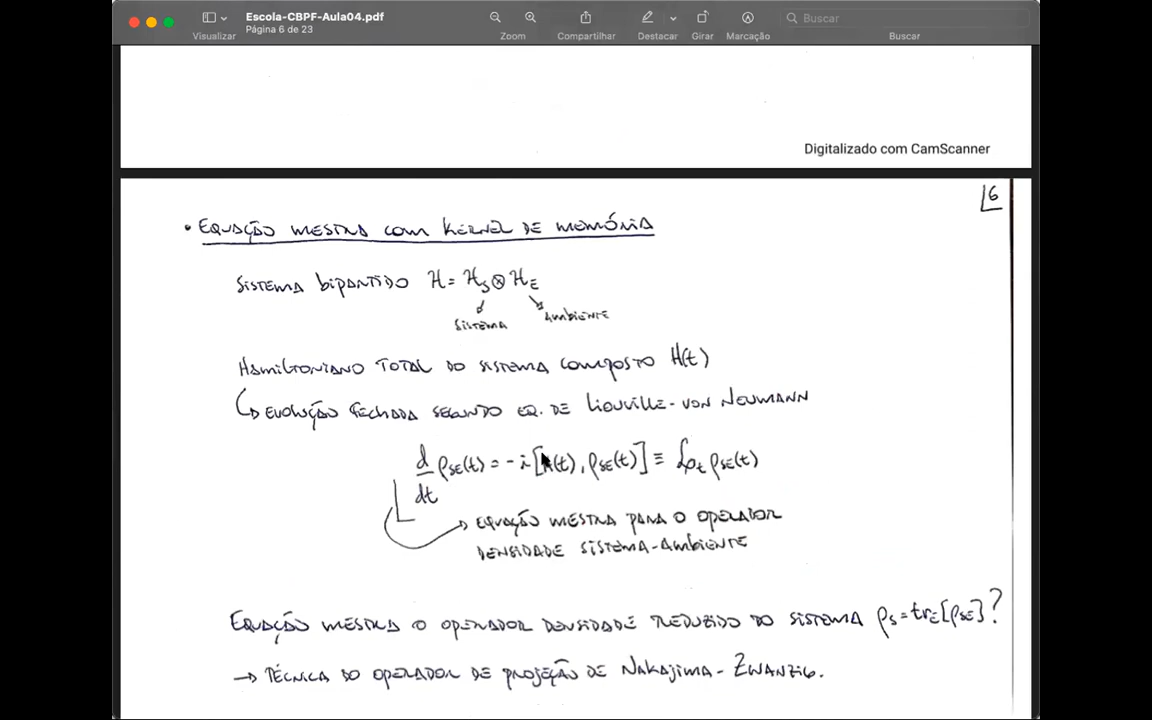 Escola-CBPF-Aula04.pdf
Página 6 de 23
Visualizar
Zoom
Compartilhar
Destacar
Girar
Marcação
Buscar
Buscar
Digitalizado com CamScanner
6
• EQUAÇÃO MESTRA COM KERNEL DE MEMÓRIA
SISTEMA BIPARTIDO H = H_S ⊗ H_E
SISTEMA AMBIENTE
HAMILTONIANO TOTAL DO SISTEMA COMPOSTO H(t)
↳ EVOLUÇÃO FECHADA SEGUNDO EQ. DE LIOUVILLE-VON NEUMANN
d/dt ρ_SE(t) = -i [H(t), ρ_SE(t)] ≡ ℒ_t ρ_SE(t)
→ EQUAÇÃO MESTRA PARA O OPERADOR
DENSIDADE SISTEMA-AMBIENTE
EQUAÇÃO MESTRA O OPERADOR DENSIDADE REDUZIDO DO SISTEMA ρ_S = tr_E[ρ_SE]?
→ TÉCNICA DO OPERADOR DE PROJEÇÃO DE NAKAJIMA-ZWANZIG.